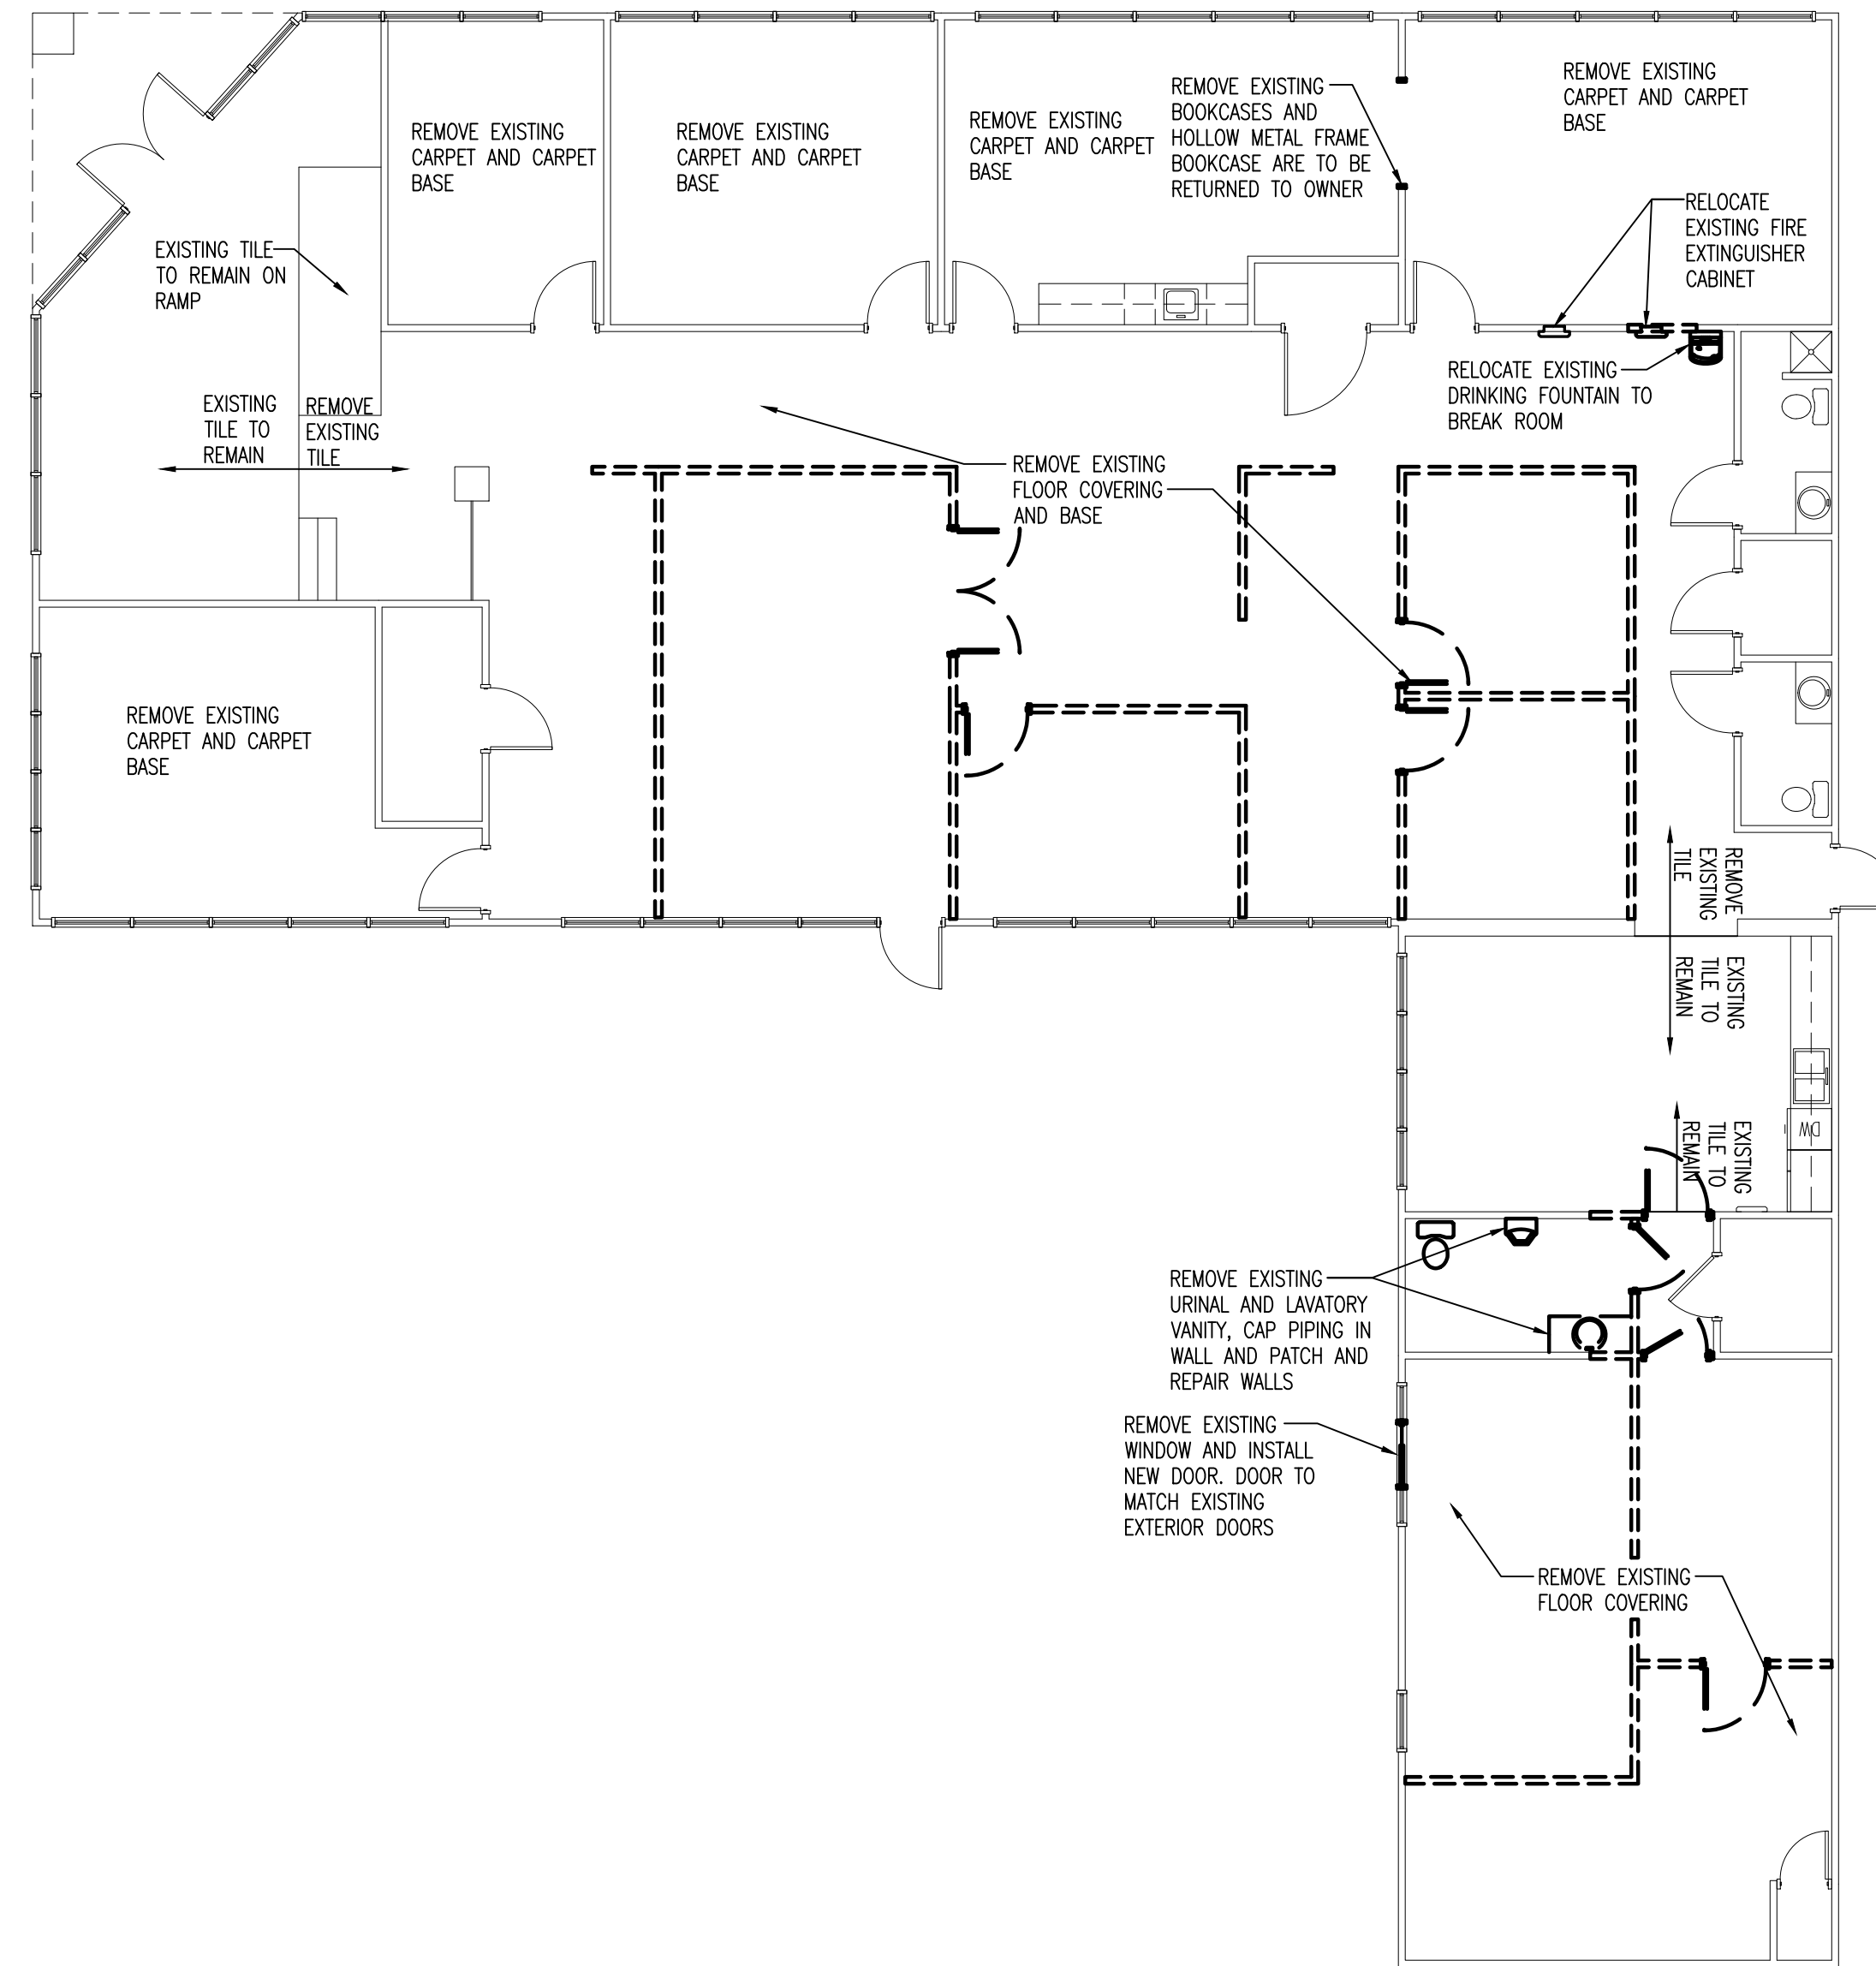 REMOVE EXISTING
CARPET AND CARPET
BASE
REMOVE EXISTING
CARPET AND CARPET
BASE
REMOVE EXISTING
CARPET AND CARPET
BASE
REMOVE EXISTING
BOOKCASES AND
HOLLOW METAL FRAME
BOOKCASE ARE TO BE
RETURNED TO OWNER
REMOVE EXISTING
CARPET AND CARPET
BASE
RELOCATE
EXISTING FIRE
EXTINGUISHER
CABINET
EXISTING TILE
TO REMAIN ON
RAMP
RELOCATE EXISTING
DRINKING FOUNTAIN TO
BREAK ROOM
EXISTING
TILE TO
REMAIN
REMOVE
EXISTING
TILE
REMOVE EXISTING
FLOOR COVERING
AND BASE
REMOVE EXISTING
CARPET AND CARPET
BASE
REMOVE
EXISTING
TILE
EXISTING
TILE TO
REMAIN
DW
EXISTING
TILE TO
REMAIN
REMOVE EXISTING
URINAL AND LAVATORY
VANITY, CAP PIPING IN
WALL AND PATCH AND
REPAIR WALLS
REMOVE EXISTING
WINDOW AND INSTALL
NEW DOOR. DOOR TO
MATCH EXISTING
EXTERIOR DOORS
REMOVE EXISTING
FLOOR COVERING